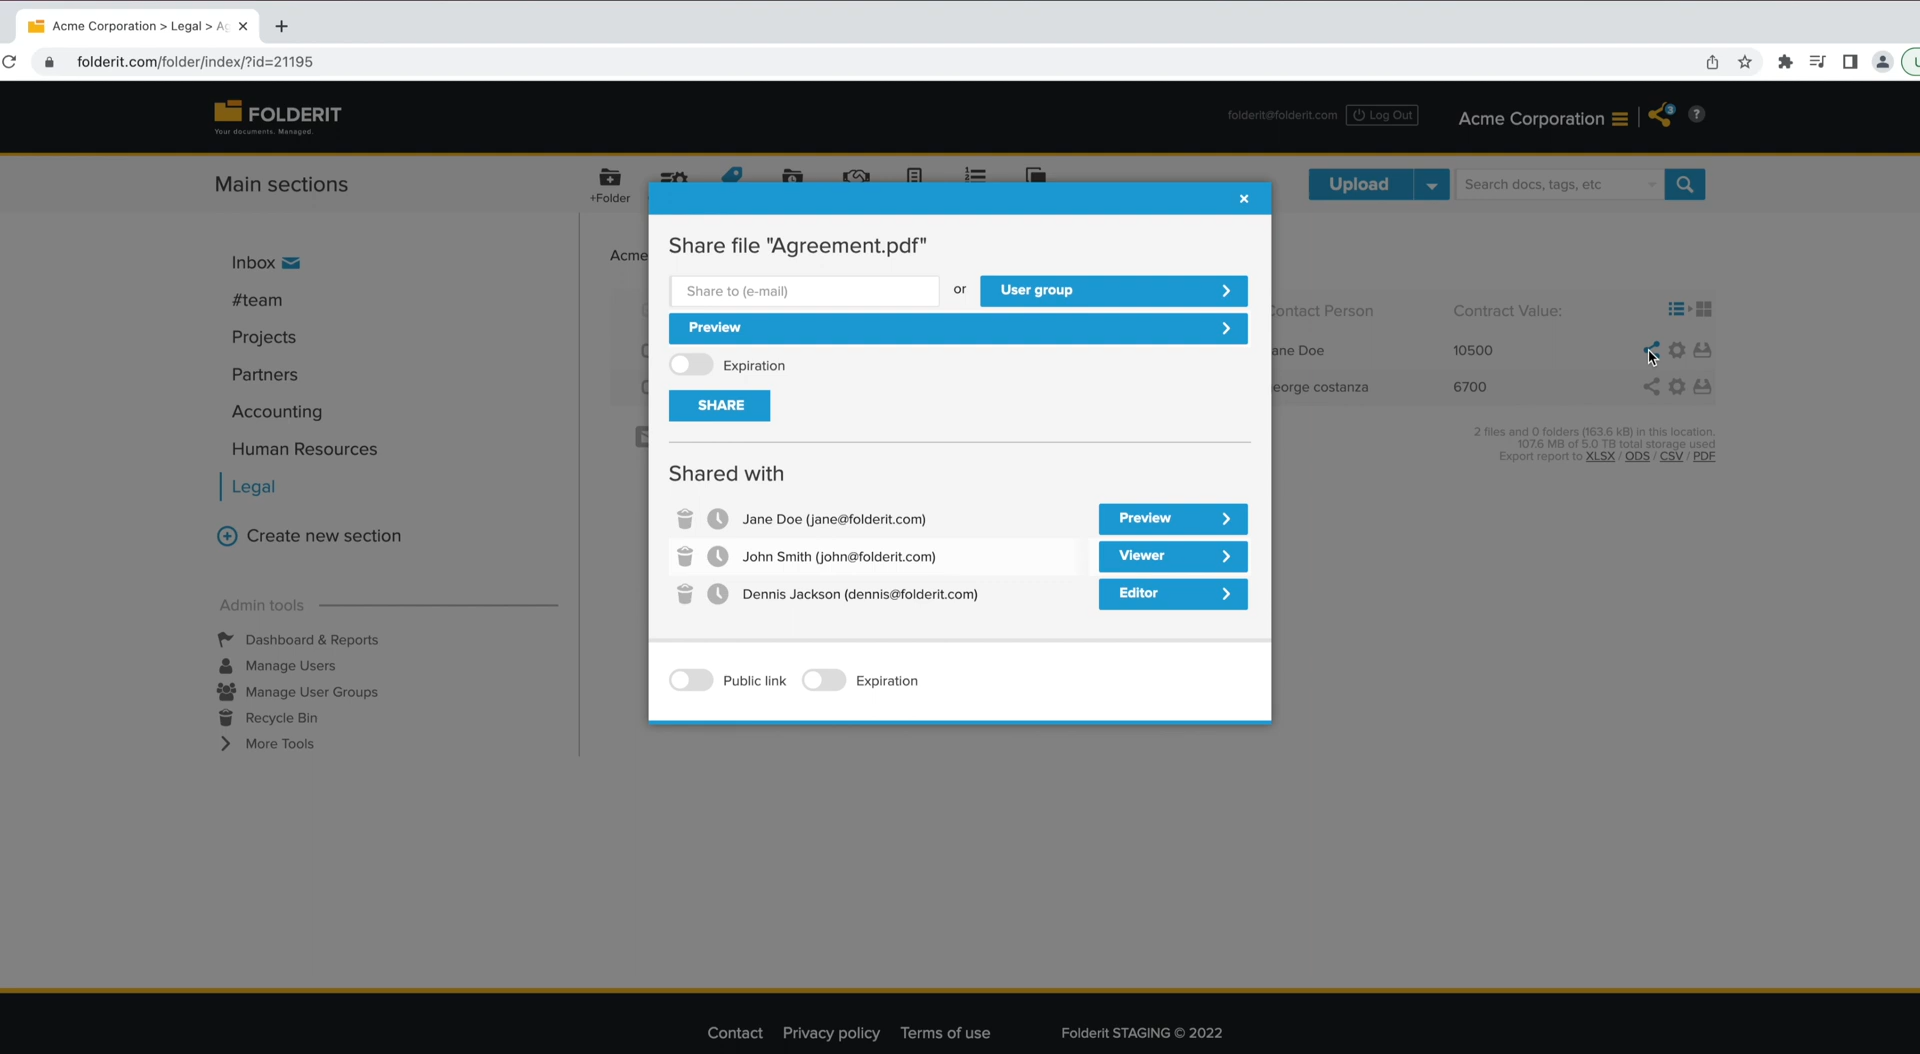 Acme Corporation > Legal > Ag
folderit.com/folder/index/?id=21195
FOLDERIT
Your documents. Managed.
folderit@folderit.com
Log Out
Acme Corporation
3
?
Main sections
+Folder
Upload
Search docs, tags, etc
Inbox
#team
Projects
Partners
Accounting
Human Resources
Legal
Create new section
Admin tools
Dashboard & Reports
Manage Users
Manage User Groups
Recycle Bin
More Tools
Acme
Share file "Agreement.pdf"
Share to (e-mail)
or
User group
Preview
Expiration
SHARE
Shared with
Jane Doe (jane@folderit.com)
Preview
John Smith (john@folderit.com)
Viewer
Dennis Jackson (dennis@folderit.com)
Editor
Public link
Expiration
ontact Person
Contract Value:
ane Doe
10500
eorge costanza
6700
2 files and 0 folders (163.6 kB) in this location.
107.6 MB of 5.0 TB total storage used
Export report to XLSX / ODS / CSV / PDF
Contact
Privacy policy
Terms of use
Folderit STAGING © 2022